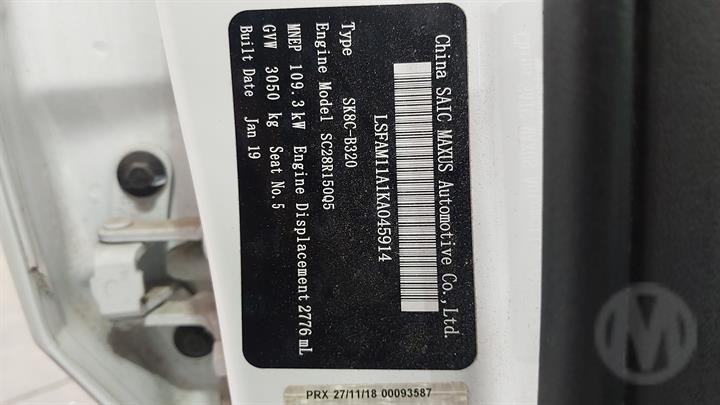 China SAIC MAXUS Automotive Co.,Ltd.
LSFAM11A1KA045914
Type SK8C-B320
Engine Model SC28R150Q5
MNEP 109.3 kW Engine Displacement 2776 mL
GVW 3050 kg Seat No.5
Built Date Jan 19
PRX 27/11/18 00093587
M